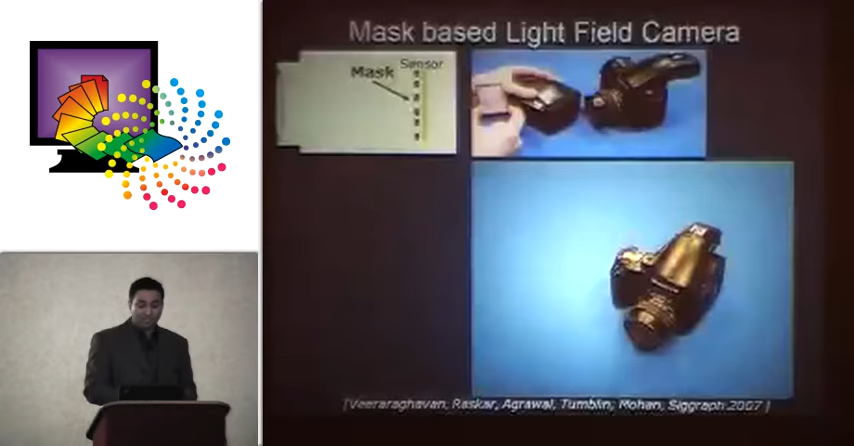 Mask based Light Field Camera
Sensor
Mask
[Veeraraghavan, Raskar, Agrawal, Tumblin, Mohan, Siggraph 2007 ]